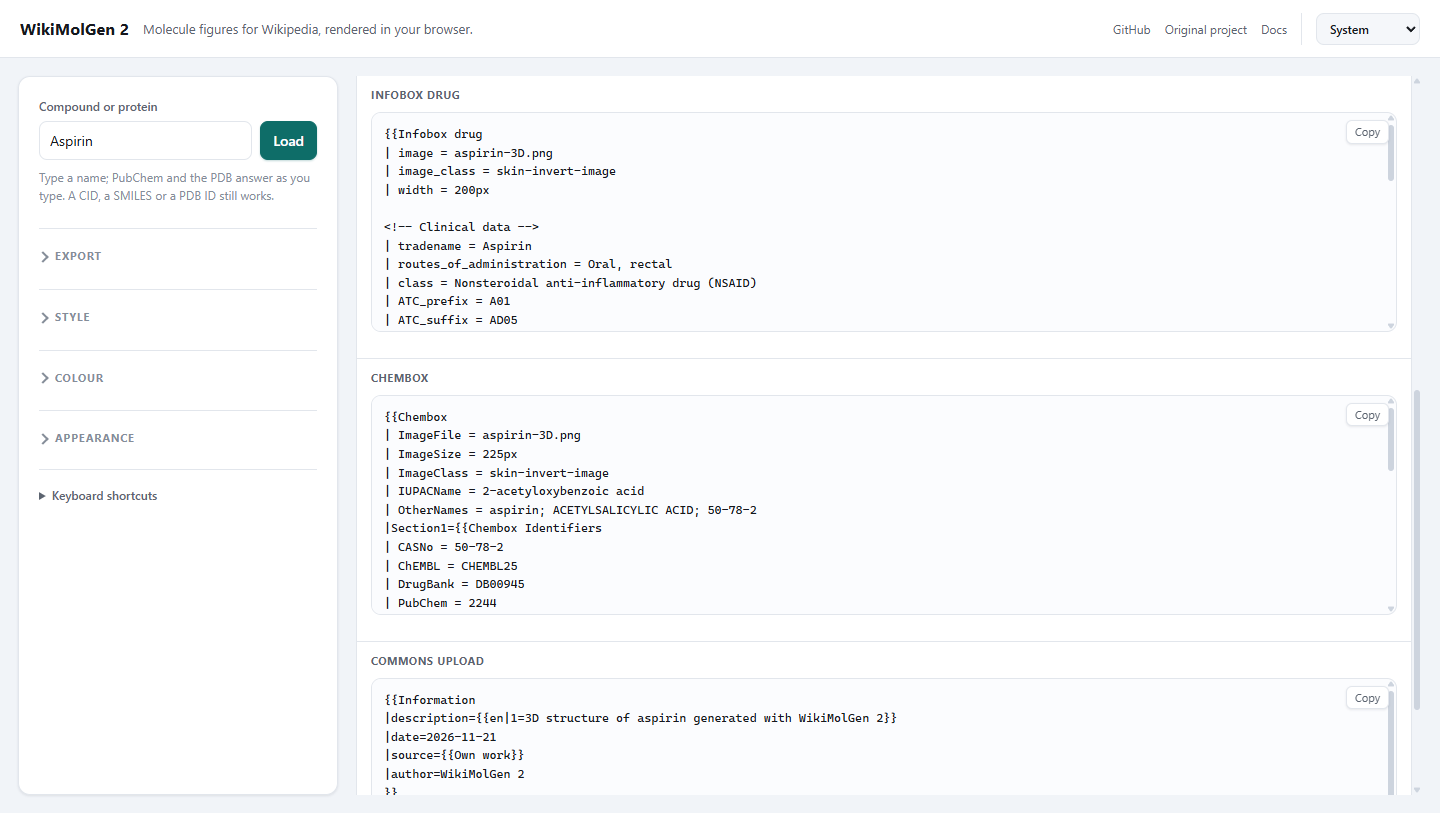 WikiMolGen 2 Molecule figures for Wikipedia, rendered in your browser. GitHub Original project Docs System
Compound or protein
Aspirin Load
Type a name; PubChem and the PDB answer as you
type. A CID, a SMILES or a PDB ID still works.
EXPORT
STYLE
COLOUR
APPEARANCE
Keyboard shortcuts
INFOBOX DRUG
Copy
{{Infobox drug
| image = aspirin-3D.png
| image_class = skin-invert-image
| width = 200px
<!-- Clinical data -->
| tradename = Aspirin
| routes_of_administration = Oral, rectal
| class = Nonsteroidal anti-inflammatory drug (NSAID)
| ATC_prefix = A01
| ATC_suffix = AD05
CHEMBOX
Copy
{{Chembox
| ImageFile = aspirin-3D.png
| ImageSize = 225px
| ImageClass = skin-invert-image
| IUPACName = 2-acetyloxybenzoic acid
| OtherNames = aspirin; ACETYLSALICYLIC ACID; 50-78-2
|Section1={{Chembox Identifiers
| CASNo = 50-78-2
| ChEMBL = CHEMBL25
| DrugBank = DB00945
| PubChem = 2244
COMMONS UPLOAD
Copy
{{Information
|description={{en|1=3D structure of aspirin generated with WikiMolGen 2}}
|date=2026-11-21
|source={{Own work}}
|author=WikiMolGen 2
}}